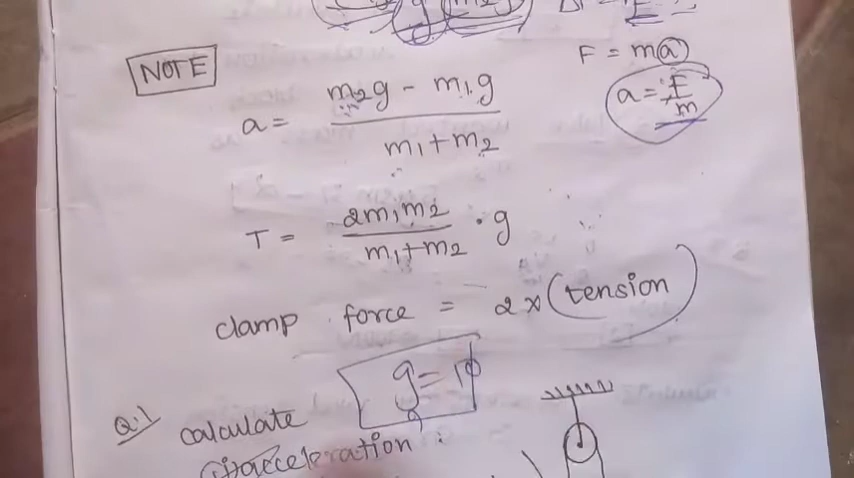 NOTE
F = ma
a = F/m
a = (m₂g - m₁g)/(m₁+m₂)
T = (2m₁m₂)/(m₁+m₂) · g
clamp force = 2x(tension)
g = 10
Q.1 calculate
acceleration :